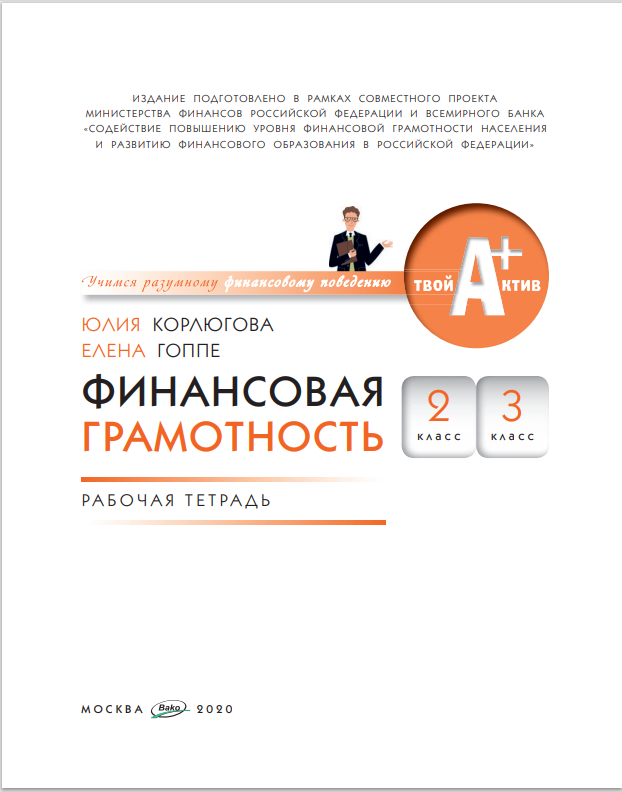 ИЗДАНИЕ ПОДГОТОВЛЕНО В РАМКАХ СОВМЕСТНОГО ПРОЕКТА
МИНИСТЕРСТВА ФИНАНСОВ РОССИЙСКОЙ ФЕДЕРАЦИИ И ВСЕМИРНОГО БАНКА
«СОДЕЙСТВИЕ ПОВЫШЕНИЮ УРОВНЯ ФИНАНСОВОЙ ГРАМОТНОСТИ НАСЕЛЕНИЯ
И РАЗВИТИЮ ФИНАНСОВОГО ОБРАЗОВАНИЯ В РОССИЙСКОЙ ФЕДЕРАЦИИ»
Учимся разумному финансовому поведению
ТВОЙ А+КТИВ
ЮЛИЯ КОРЛЮГОВА
ЕЛЕНА ГОППЕ
ФИНАНСОВАЯ
ГРАМОТНОСТЬ
2 класс
3 класс
РАБОЧАЯ ТЕТРАДЬ
МОСКВА Вако 2020